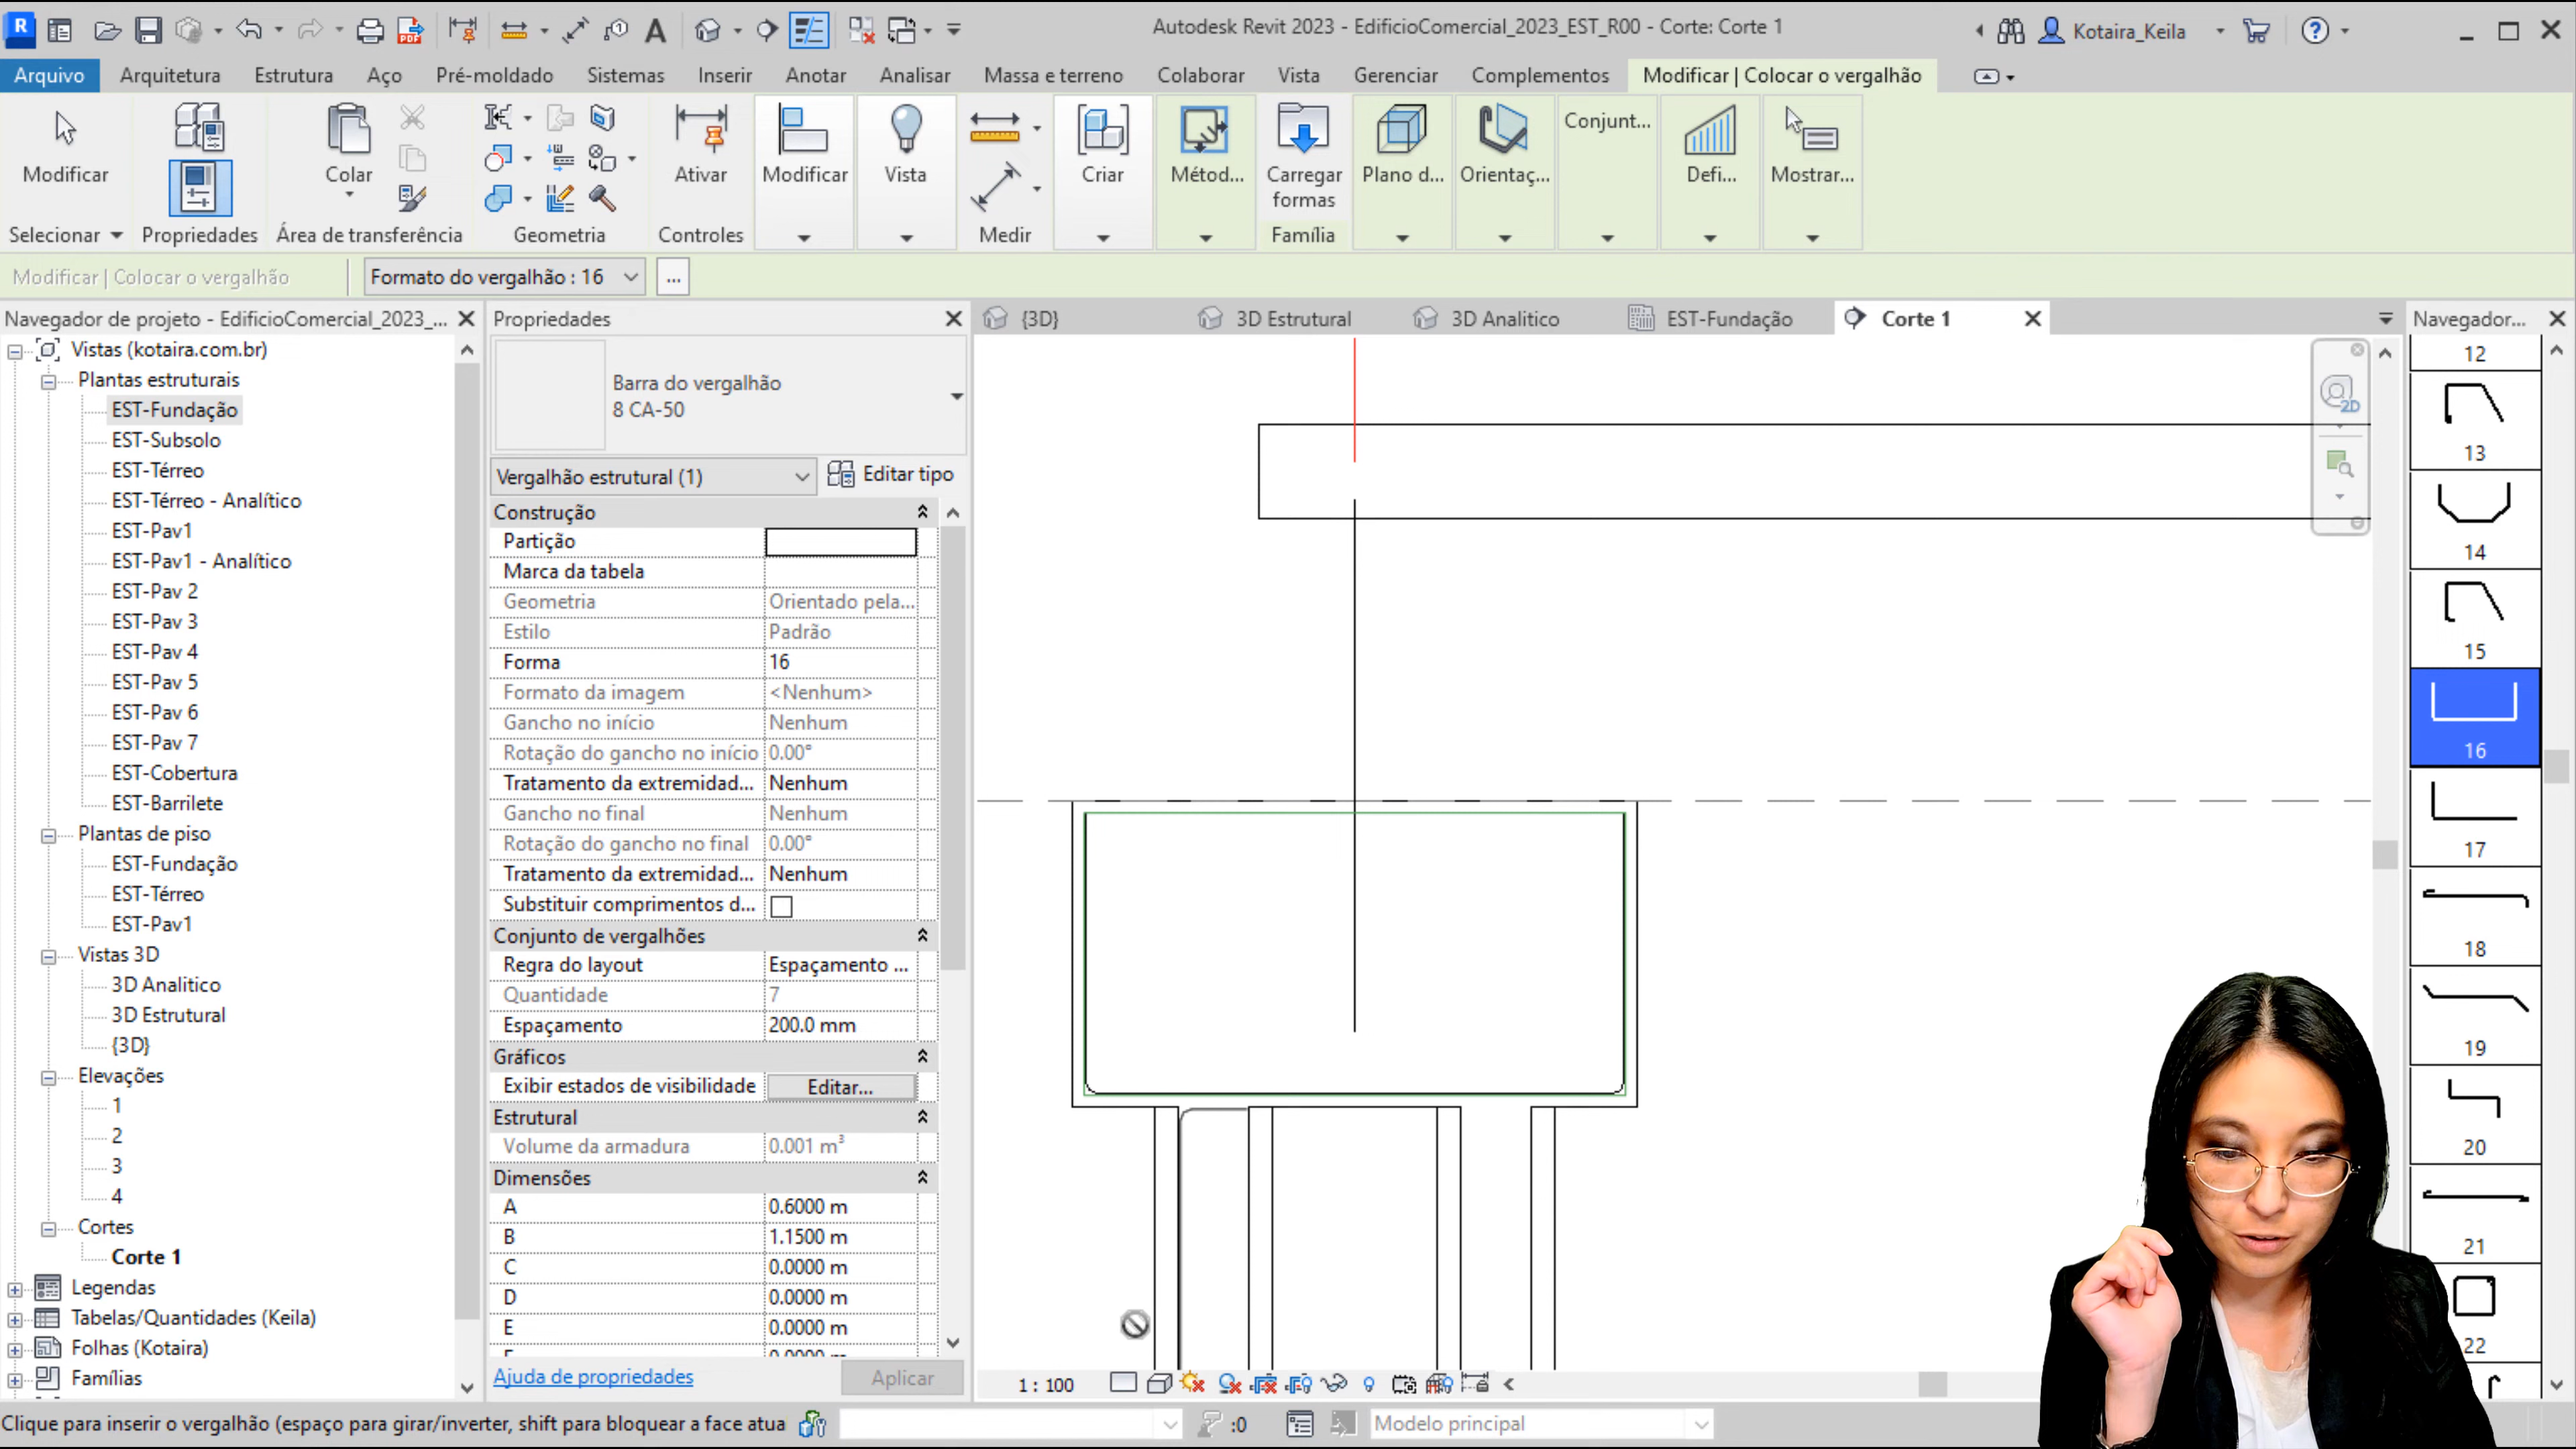 R
PDF
1
A
Autodesk Revit 2023 - EdificioComercial_2023_EST_R00 - Corte: Corte 1
Kotaira_Keila
Arquivo
Arquitetura
Estrutura
Aço
Pré-moldado
Sistemas
Inserir
Anotar
Analisar
Massa e terreno
Colaborar
Vista
Gerenciar
Complementos
Modificar | Colocar o vergalhão
Modificar
Colar
Ativar
Modificar
Vista
Criar
Métod...
Carregar formas
Plano d...
Orientaç...
Conjunt...
Defi...
Mostrar...
Selecionar
Propriedades
Área de transferência
Geometria
Controles
Medir
Família
Modificar | Colocar o vergalhão
Formato do vergalhão : 16
...
Navegador de projeto - EdificioComercial_2023_...
Vistas (kotaira.com.br)
Plantas estruturais
EST-Fundação
EST-Subsolo
EST-Térreo
EST-Térreo - Analítico
EST-Pav1
EST-Pav1 - Analítico
EST-Pav 2
EST-Pav 3
EST-Pav 4
EST-Pav 5
EST-Pav 6
EST-Pav 7
EST-Cobertura
EST-Barrilete
Plantas de piso
EST-Fundação
EST-Térreo
EST-Pav1
Vistas 3D
3D Analitico
3D Estrutural
{3D}
Elevações
1
2
3
4
Cortes
Corte 1
Legendas
Tabelas/Quantidades (Keila)
Folhas (Kotaira)
Famílias
Propriedades
Barra do vergalhão
8 CA-50
Vergalhão estrutural (1)
Editar tipo
Construção
Partição
Marca da tabela
Geometria Orientado pela...
Estilo Padrão
Forma 16
Formato da imagem <Nenhum>
Gancho no início Nenhum
Rotação do gancho no início 0.00°
Tratamento da extremidad... Nenhum
Gancho no final Nenhum
Rotação do gancho no final 0.00°
Tratamento da extremidad... Nenhum
Substituir comprimentos d...
Conjunto de vergalhões
Regra do layout Espaçamento ...
Quantidade 7
Espaçamento 200.0 mm
Gráficos
Exibir estados de visibilidade Editar...
Estrutural
Volume da armadura 0.001 m³
Dimensões
A 0.6000 m
B 1.1500 m
C 0.0000 m
D 0.0000 m
E 0.0000 m
Ajuda de propriedades
Aplicar
{3D}
3D Estrutural
3D Analitico
EST-Fundação
Corte 1
2D
1 : 100
Navegador...
12
13
14
15
16
17
18
19
20
21
22
Clique para inserir o vergalhão (espaço para girar/inverter, shift para bloquear a face atua
:0
Modelo principal